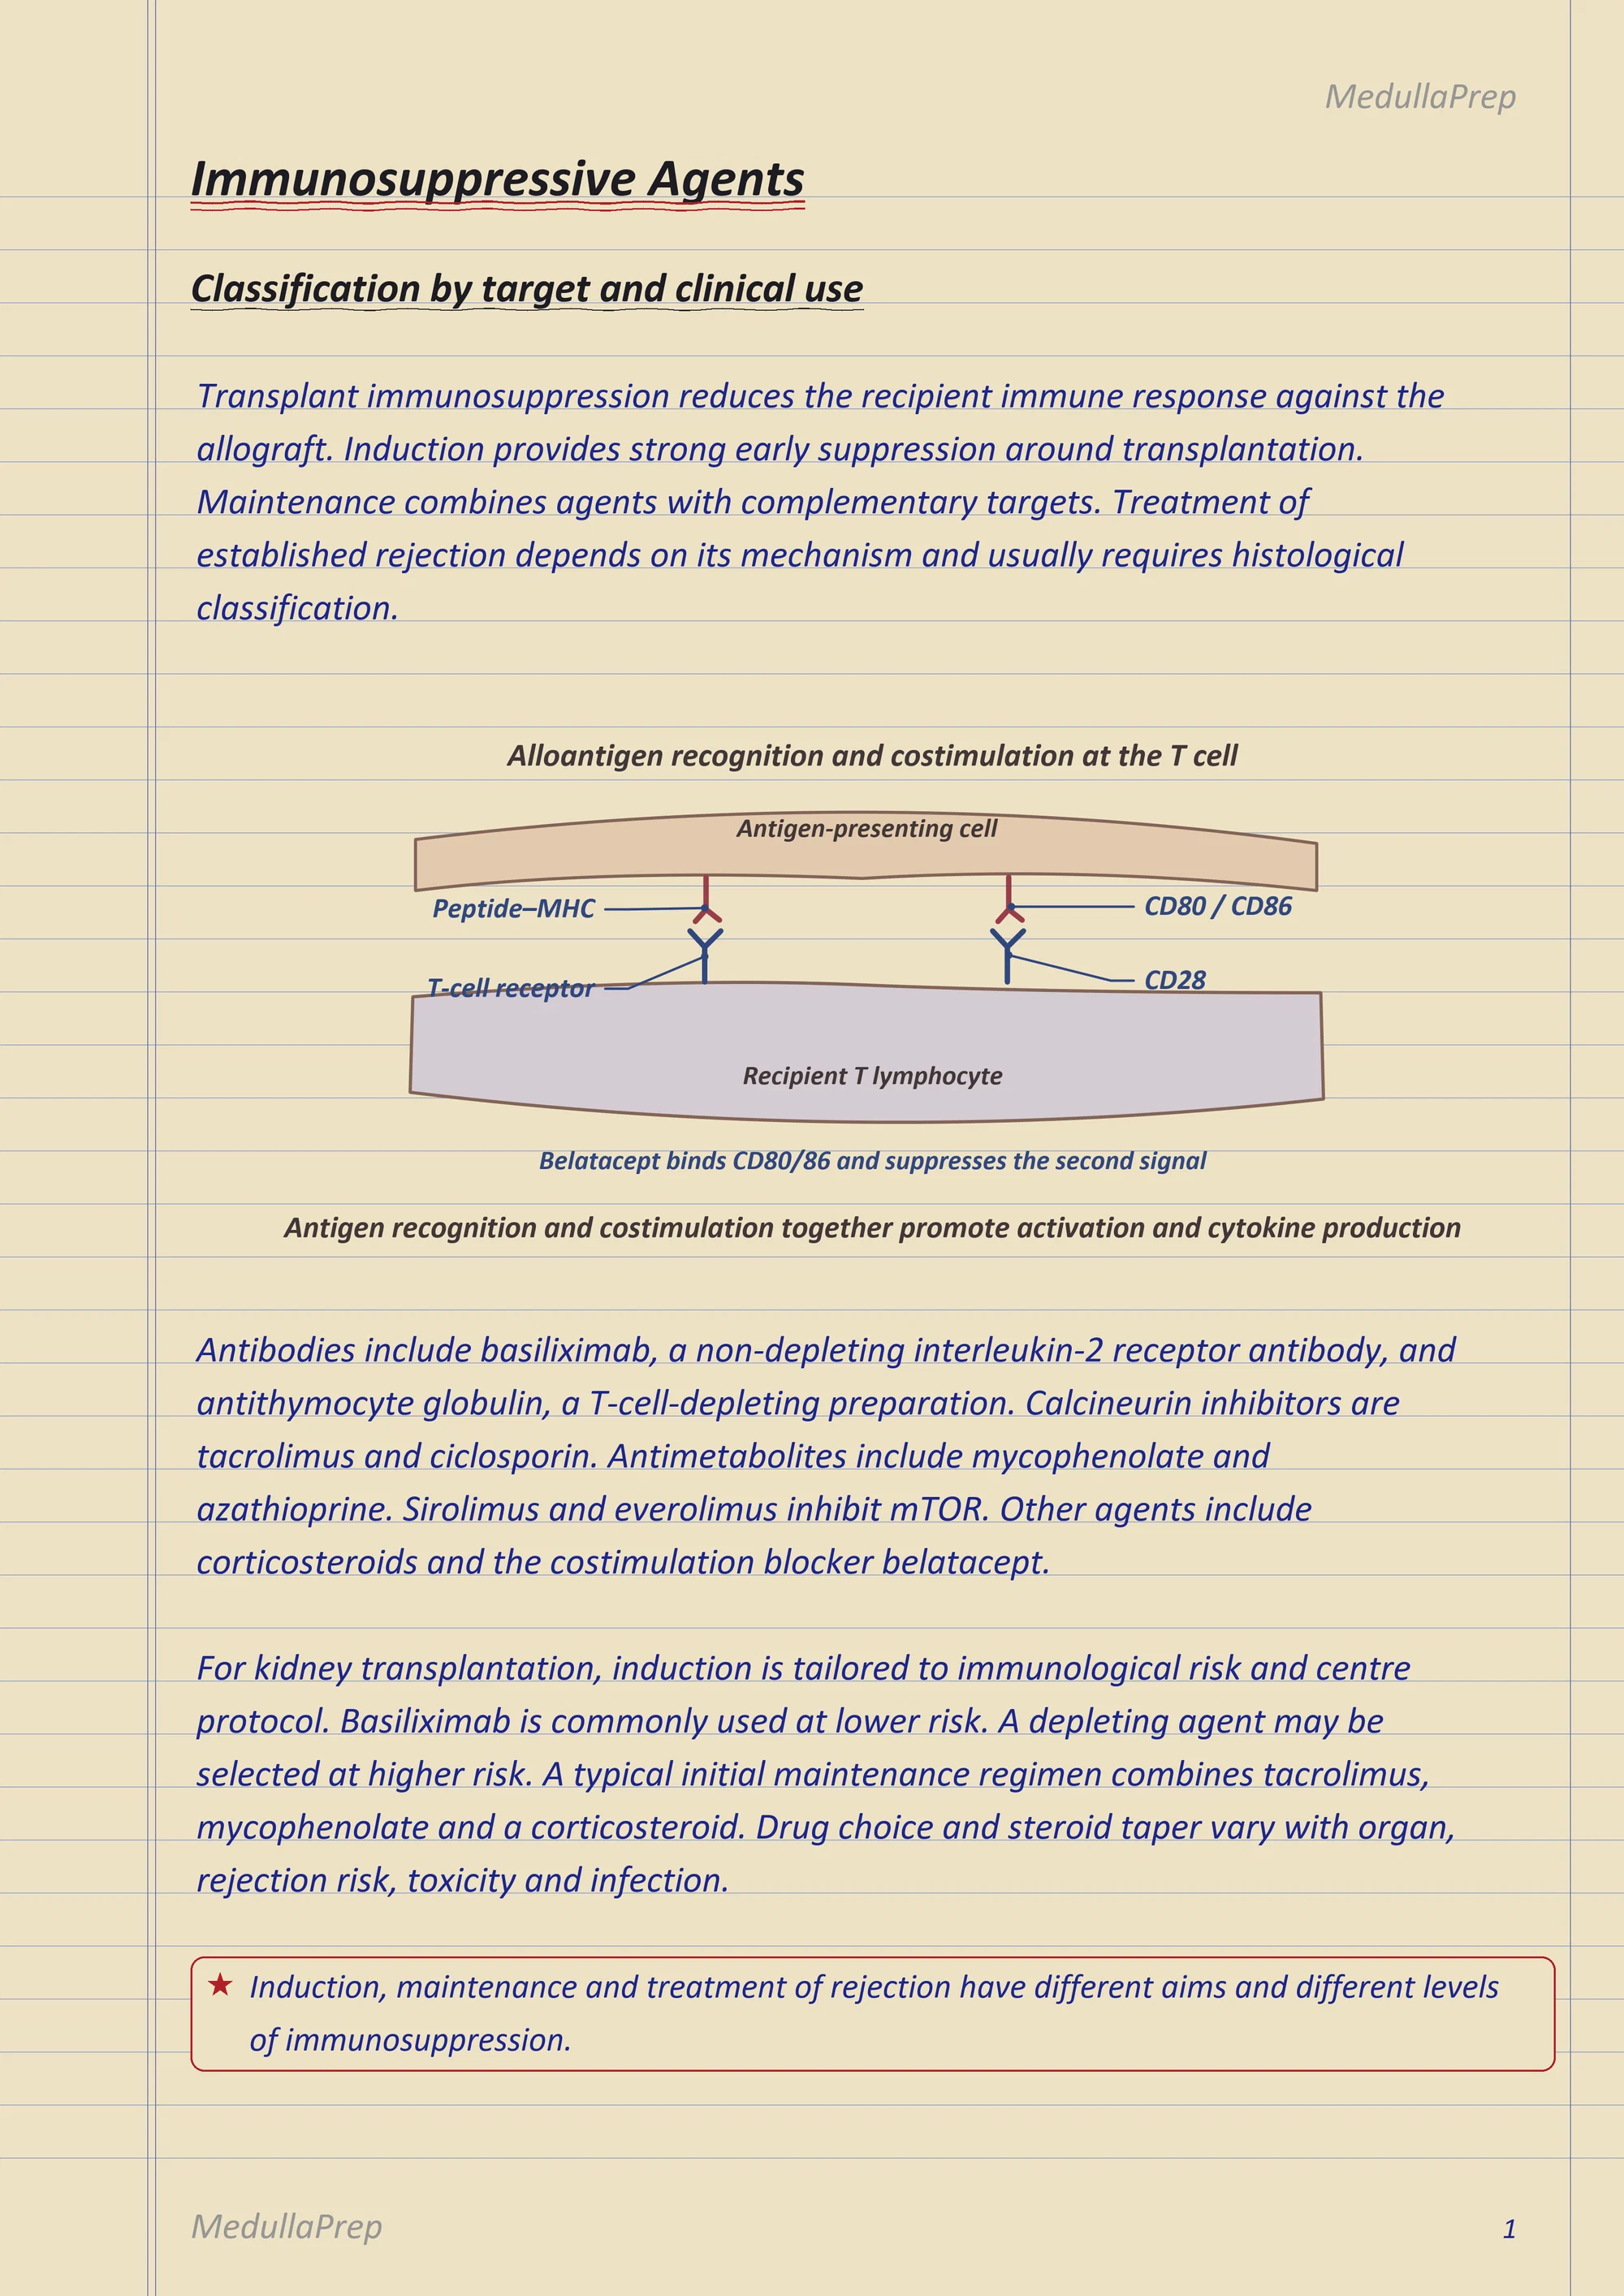 MedullaPrep
Immunosuppressive Agents
Classification by target and clinical use
Transplant immunosuppression reduces the recipient immune response against the
allograft. Induction provides strong early suppression around transplantation.
Maintenance combines agents with complementary targets. Treatment of
established rejection depends on its mechanism and usually requires histological
classification.
Alloantigen recognition and costimulation at the T cell
Antigen-presenting cell
Peptide–MHC
CD80 / CD86
T-cell receptor
CD28
Recipient T lymphocyte
Belatacept binds CD80/86 and suppresses the second signal
Antigen recognition and costimulation together promote activation and cytokine production
Antibodies include basiliximab, a non-depleting interleukin-2 receptor antibody, and
antithymocyte globulin, a T-cell-depleting preparation. Calcineurin inhibitors are
tacrolimus and ciclosporin. Antimetabolites include mycophenolate and
azathioprine. Sirolimus and everolimus inhibit mTOR. Other agents include
corticosteroids and the costimulation blocker belatacept.
For kidney transplantation, induction is tailored to immunological risk and centre
protocol. Basiliximab is commonly used at lower risk. A depleting agent may be
selected at higher risk. A typical initial maintenance regimen combines tacrolimus,
mycophenolate and a corticosteroid. Drug choice and steroid taper vary with organ,
rejection risk, toxicity and infection.
★ Induction, maintenance and treatment of rejection have different aims and different levels
of immunosuppression.
MedullaPrep
1